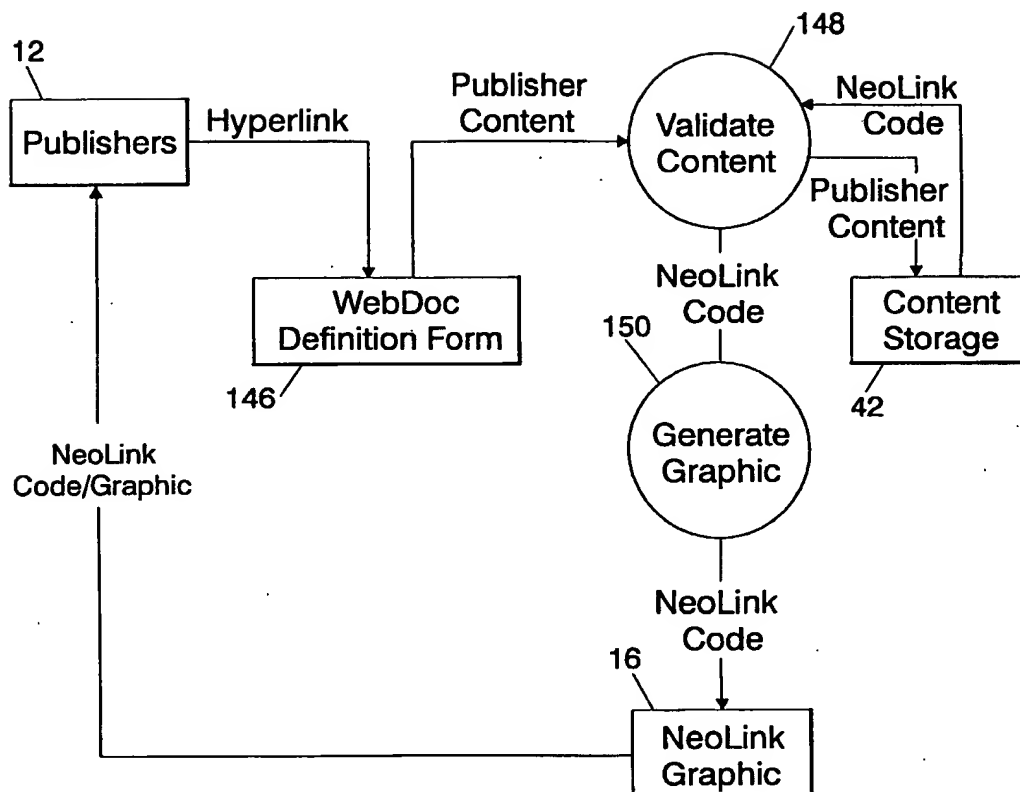 148
12
Publishers
Hyperlink
Publisher
Content
Validate
Content
NeoLink
Code
Publisher
Content
WebDoc
Definition Form
146
NeoLink
Code
Content
Storage
42
150
Generate
Graphic
NeoLink
Code/Graphic
NeoLink
Code
16
NeoLink
Graphic